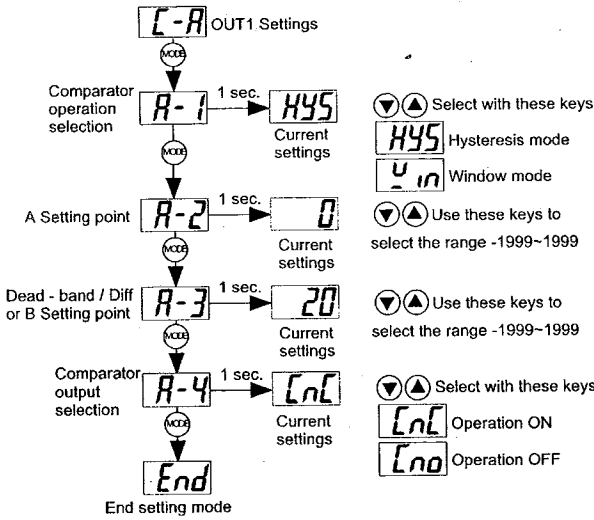 C-A OUT1 Settings
MODE
Comparator operation selection
A-1
1 sec.
HYS
Current settings
Select with these keys
HYS Hysteresis mode
Win Window mode
MODE
A Setting point
A-2
1 sec.
0
Current settings
Use these keys to
select the range -1999~1999
MODE
Dead - band / Diff
or B Setting point
A-3
1 sec.
20
Current settings
Use these keys to
select the range -1999~1999
MODE
Comparator output selection
A-4
1 sec.
CnC
Current settings
Select with these keys
CnC Operation ON
Cno Operation OFF
MODE
End
End setting mode